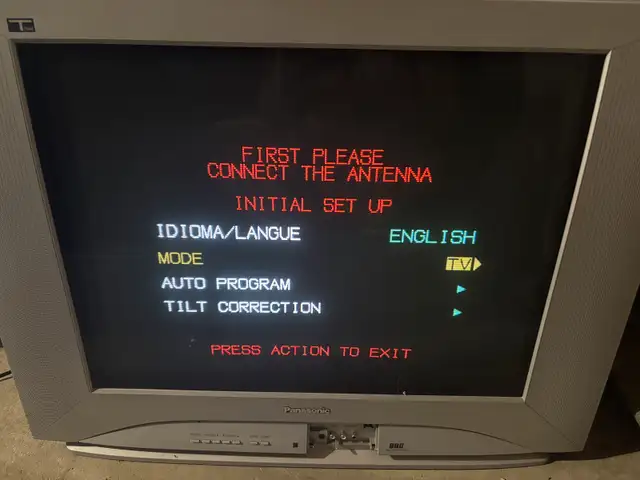 FIRST PLEASE
CONNECT THE ANTENNA
INITIAL SET UP
IDIOMA/LANGUE ENGLISH
MODE TV▶
AUTO PROGRAM ▶
TILT CORRECTION ▶
PRESS ACTION TO EXIT
Panasonic